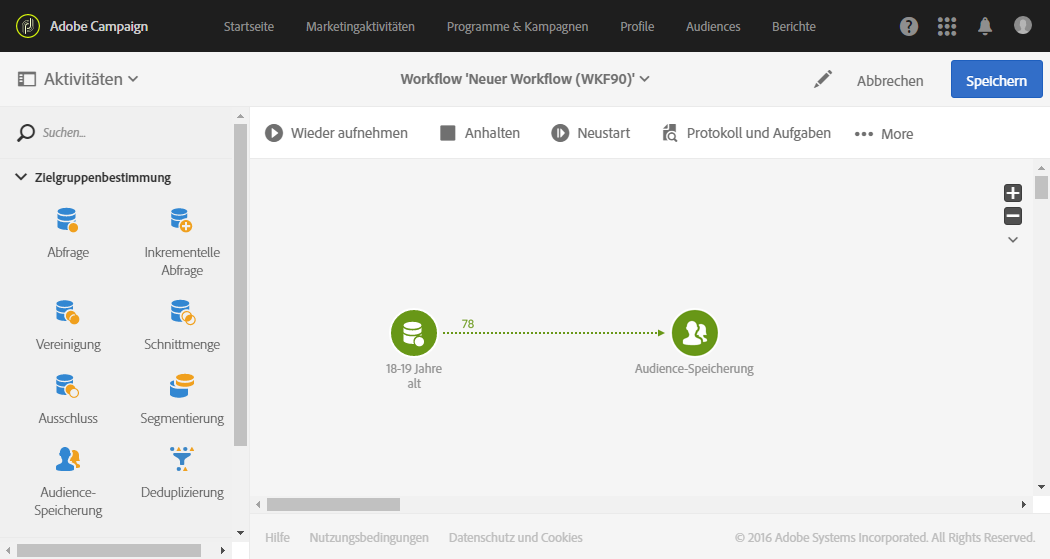 Adobe Campaign
Startseite
Marketingaktivitäten
Programme & Kampagnen
Profile
Audiences
Berichte
Aktivitäten
Workflow 'Neuer Workflow (WKF90)'
Abbrechen
Speichern
Suchen...
Wieder aufnehmen
Anhalten
Neustart
Protokoll und Aufgaben
More
Zielgruppenbestimmung
Abfrage
Inkrementelle
Abfrage
Vereinigung
Schnittmenge
Ausschluss
Segmentierung
Audience-
Speicherung
Deduplizierung
78
18-19 Jahre
alt
Audience-Speicherung
Hilfe
Nutzungsbedingungen
Datenschutz und Cookies
© 2016 Adobe Systems Incorporated. All Rights Reserved.